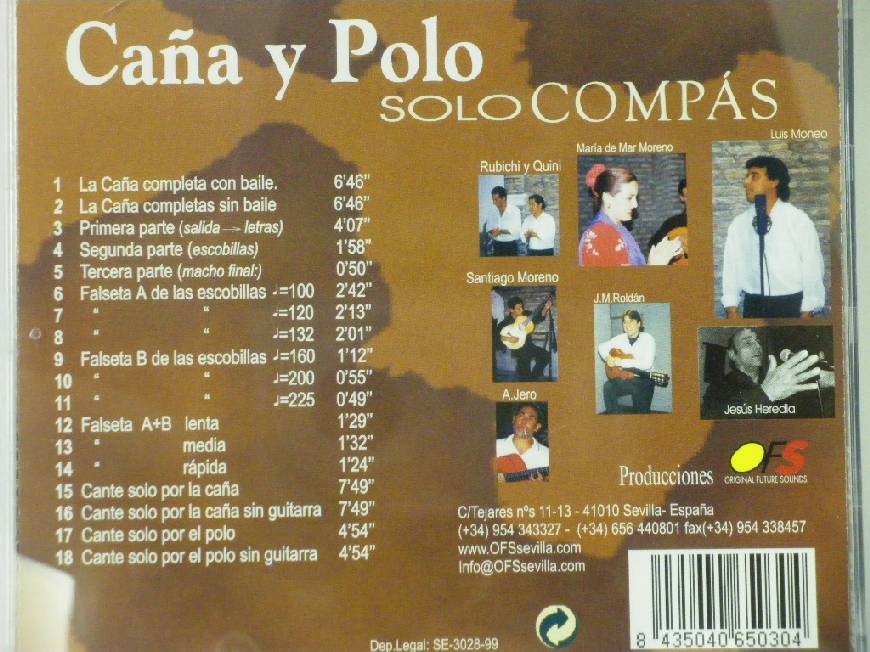 Caña y Polo
SOLO COMPÁS
1 La Caña completa con baile. 6'46"
2 La Caña completas sin baile 6'46"
3 Primera parte (salida → letras) 4'07"
4 Segunda parte (escobillas) 1'58"
5 Tercera parte (macho final:) 0'50"
6 Falseta A de las escobillas ♩=100 2'42"
7 " " ♩=120 2'13"
8 " " ♩=132 2'01"
9 Falseta B de las escobillas ♩=160 1'12"
10 " " ♩=200 0'55"
11 " " ♩=225 0'49"
12 Falseta A+B lenta 1'29"
13 " media 1'32"
14 " rápida 1'24"
15 Cante solo por la caña 7'49"
16 Cante solo por la caña sin guitarra 7'49"
17 Cante solo por el polo 4'54"
18 Cante solo por el polo sin guitarra 4'54"
Luis Moneo
María de Mar Moreno
Rubichi y Quini
Santiago Moreno
J.M.Roldán
A.Jero
Jesús Heredia
Producciones OFS
ORIGINAL FUTURE SOUNDS
C/Tejares nºs 11-13 - 41010 Sevilla- España
(+34) 954 343327 - (+34) 656 440801 fax(+34) 954 338457
www.OFSsevilla.com
Info@OFSsevilla.com
Dep.Legal: SE-3028-99
8 435040 650304